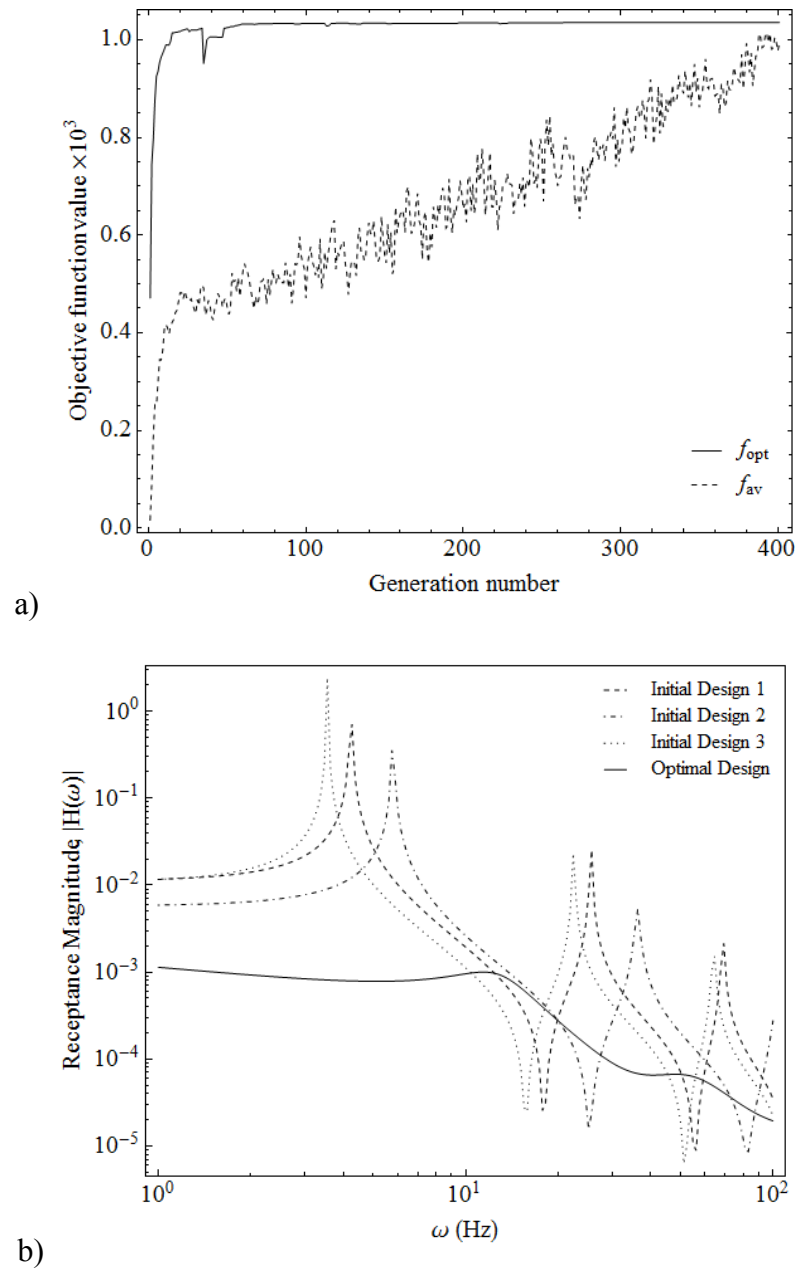 1.0
0.8
0.6
0.4
0.2
0.0
Objective functionvalue ×10³
f_opt
f_av
0 100 200 300 400
Generation number
a)
Initial Design 1
Initial Design 2
Initial Design 3
Optimal Design
10⁰
10⁻¹
10⁻²
10⁻³
10⁻⁴
10⁻⁵
Receptance Magnitude, |H(ω)|
10⁰ 10¹ 10²
ω (Hz)
b)